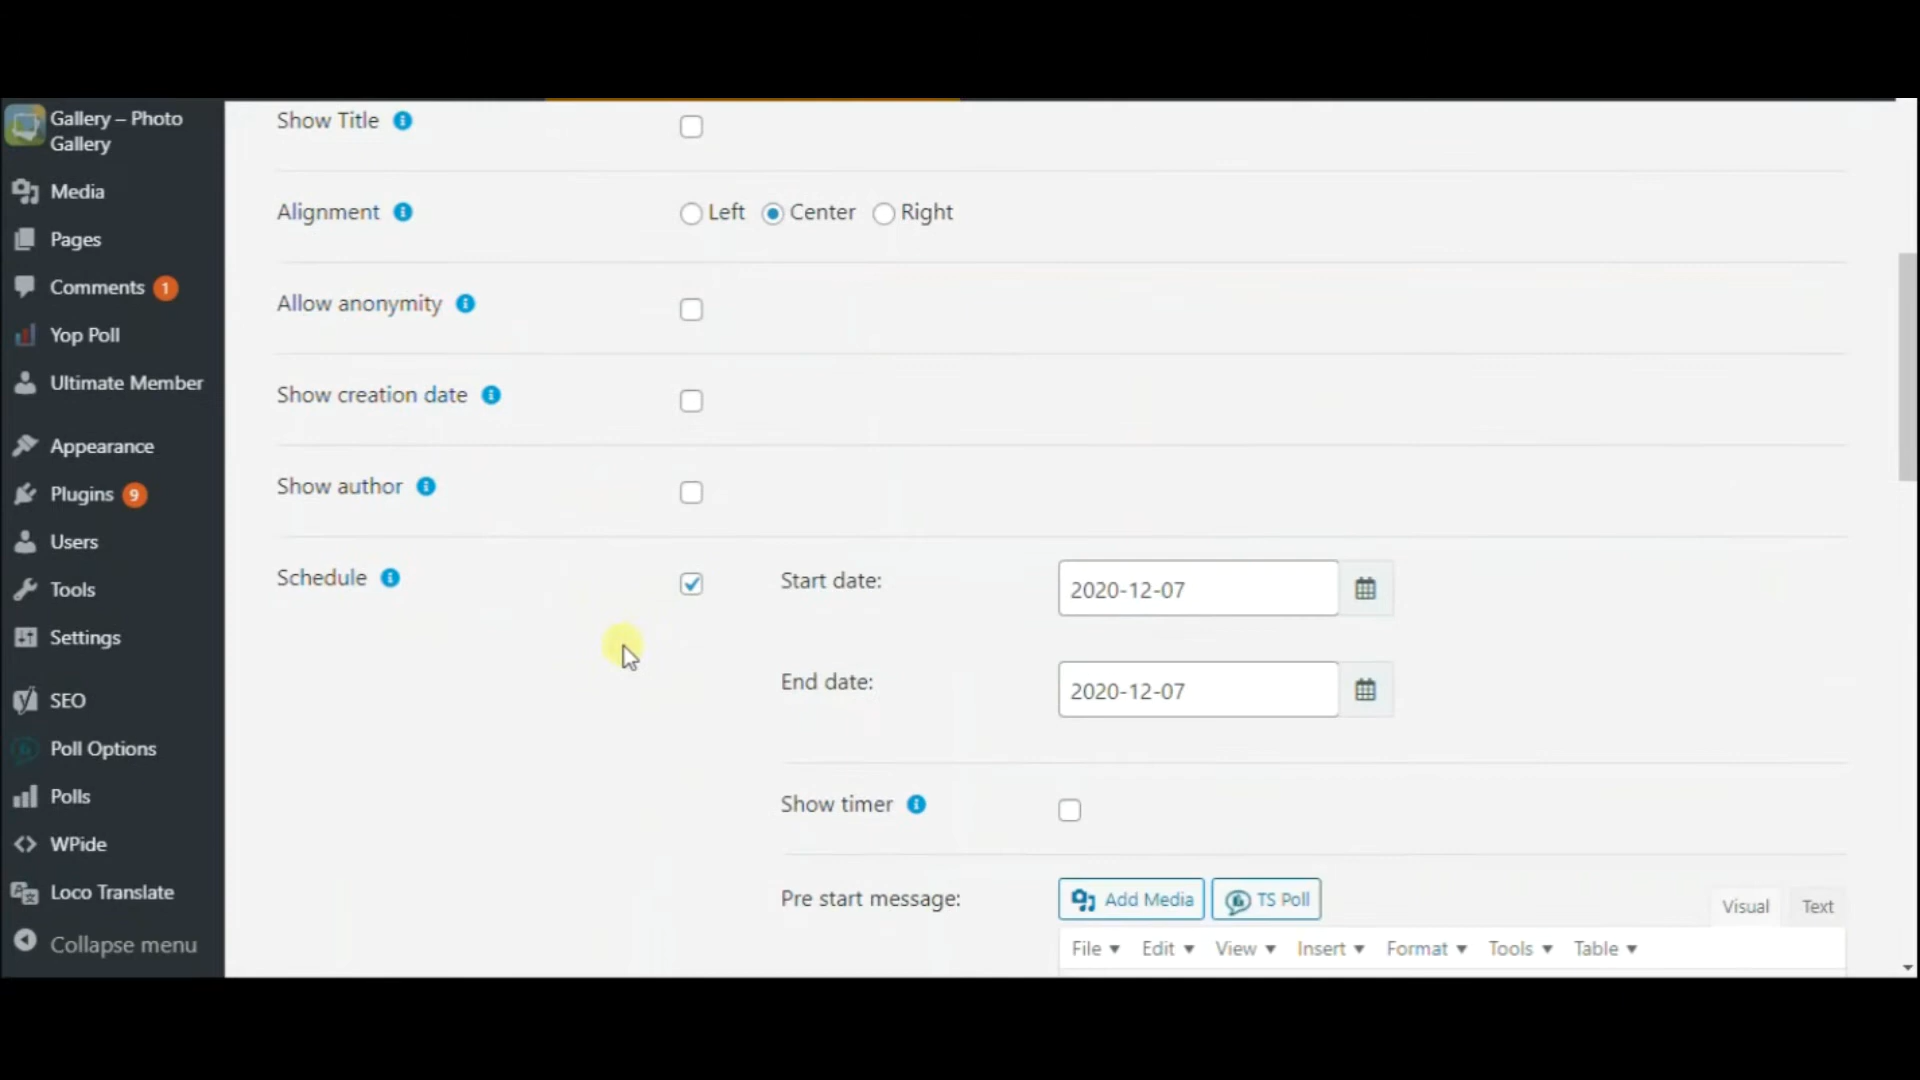 Gallery – Photo
Gallery
Media
Pages
Comments 1
Yop Poll
Ultimate Member
Appearance
Plugins 9
Users
Tools
Settings
SEO
Poll Options
Polls
WPide
Loco Translate
Collapse menu
Show Title
Alignment Left Center Right
Allow anonymity
Show creation date
Show author
Schedule Start date: 2020-12-07
End date: 2020-12-07
Show timer
Pre start message: Add Media TS Poll Visual Text
File Edit View Insert Format Tools Table